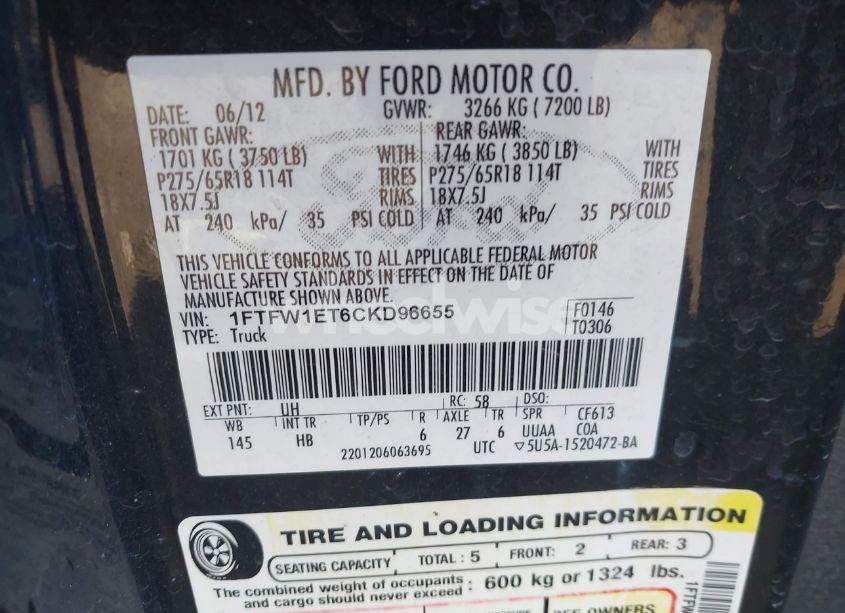 MFD. BY FORD MOTOR CO.
DATE: 06/12 GVWR: 3266 KG ( 7200 LB)
FRONT GAWR: REAR GAWR:
1701 KG ( 3750 LB) WITH 1746 KG ( 3850 LB) WITH
P275/65R18 114T TIRES P275/65R18 114T TIRES
18X7.5J RIMS 18X7.5J RIMS
AT 240 kPa/ 35 PSI COLD AT 240 kPa/ 35 PSI COLD
THIS VEHICLE CONFORMS TO ALL APPLICABLE FEDERAL MOTOR
VEHICLE SAFETY STANDARDS IN EFFECT ON THE DATE OF
MANUFACTURE SHOWN ABOVE.
VIN: 1FTFW1ET6CKD96655 F0146
TYPE: Truck T0306
wheelwise
EXT PNT: UH RC: 58 DSO:
WB INT TR TP/PS R AXLE TR SPR CF613
145 HB 6 27 6 UUAA COA
2201206063695 UTC ▽5U5A-1520472-BA
TIRE AND LOADING INFORMATION
SEATING CAPACITY TOTAL : 5 FRONT: 2 REAR: 3
The combined weight of occupants : 600 kg or 1324 lbs.
and cargo should never exceed
SEE OWNERS